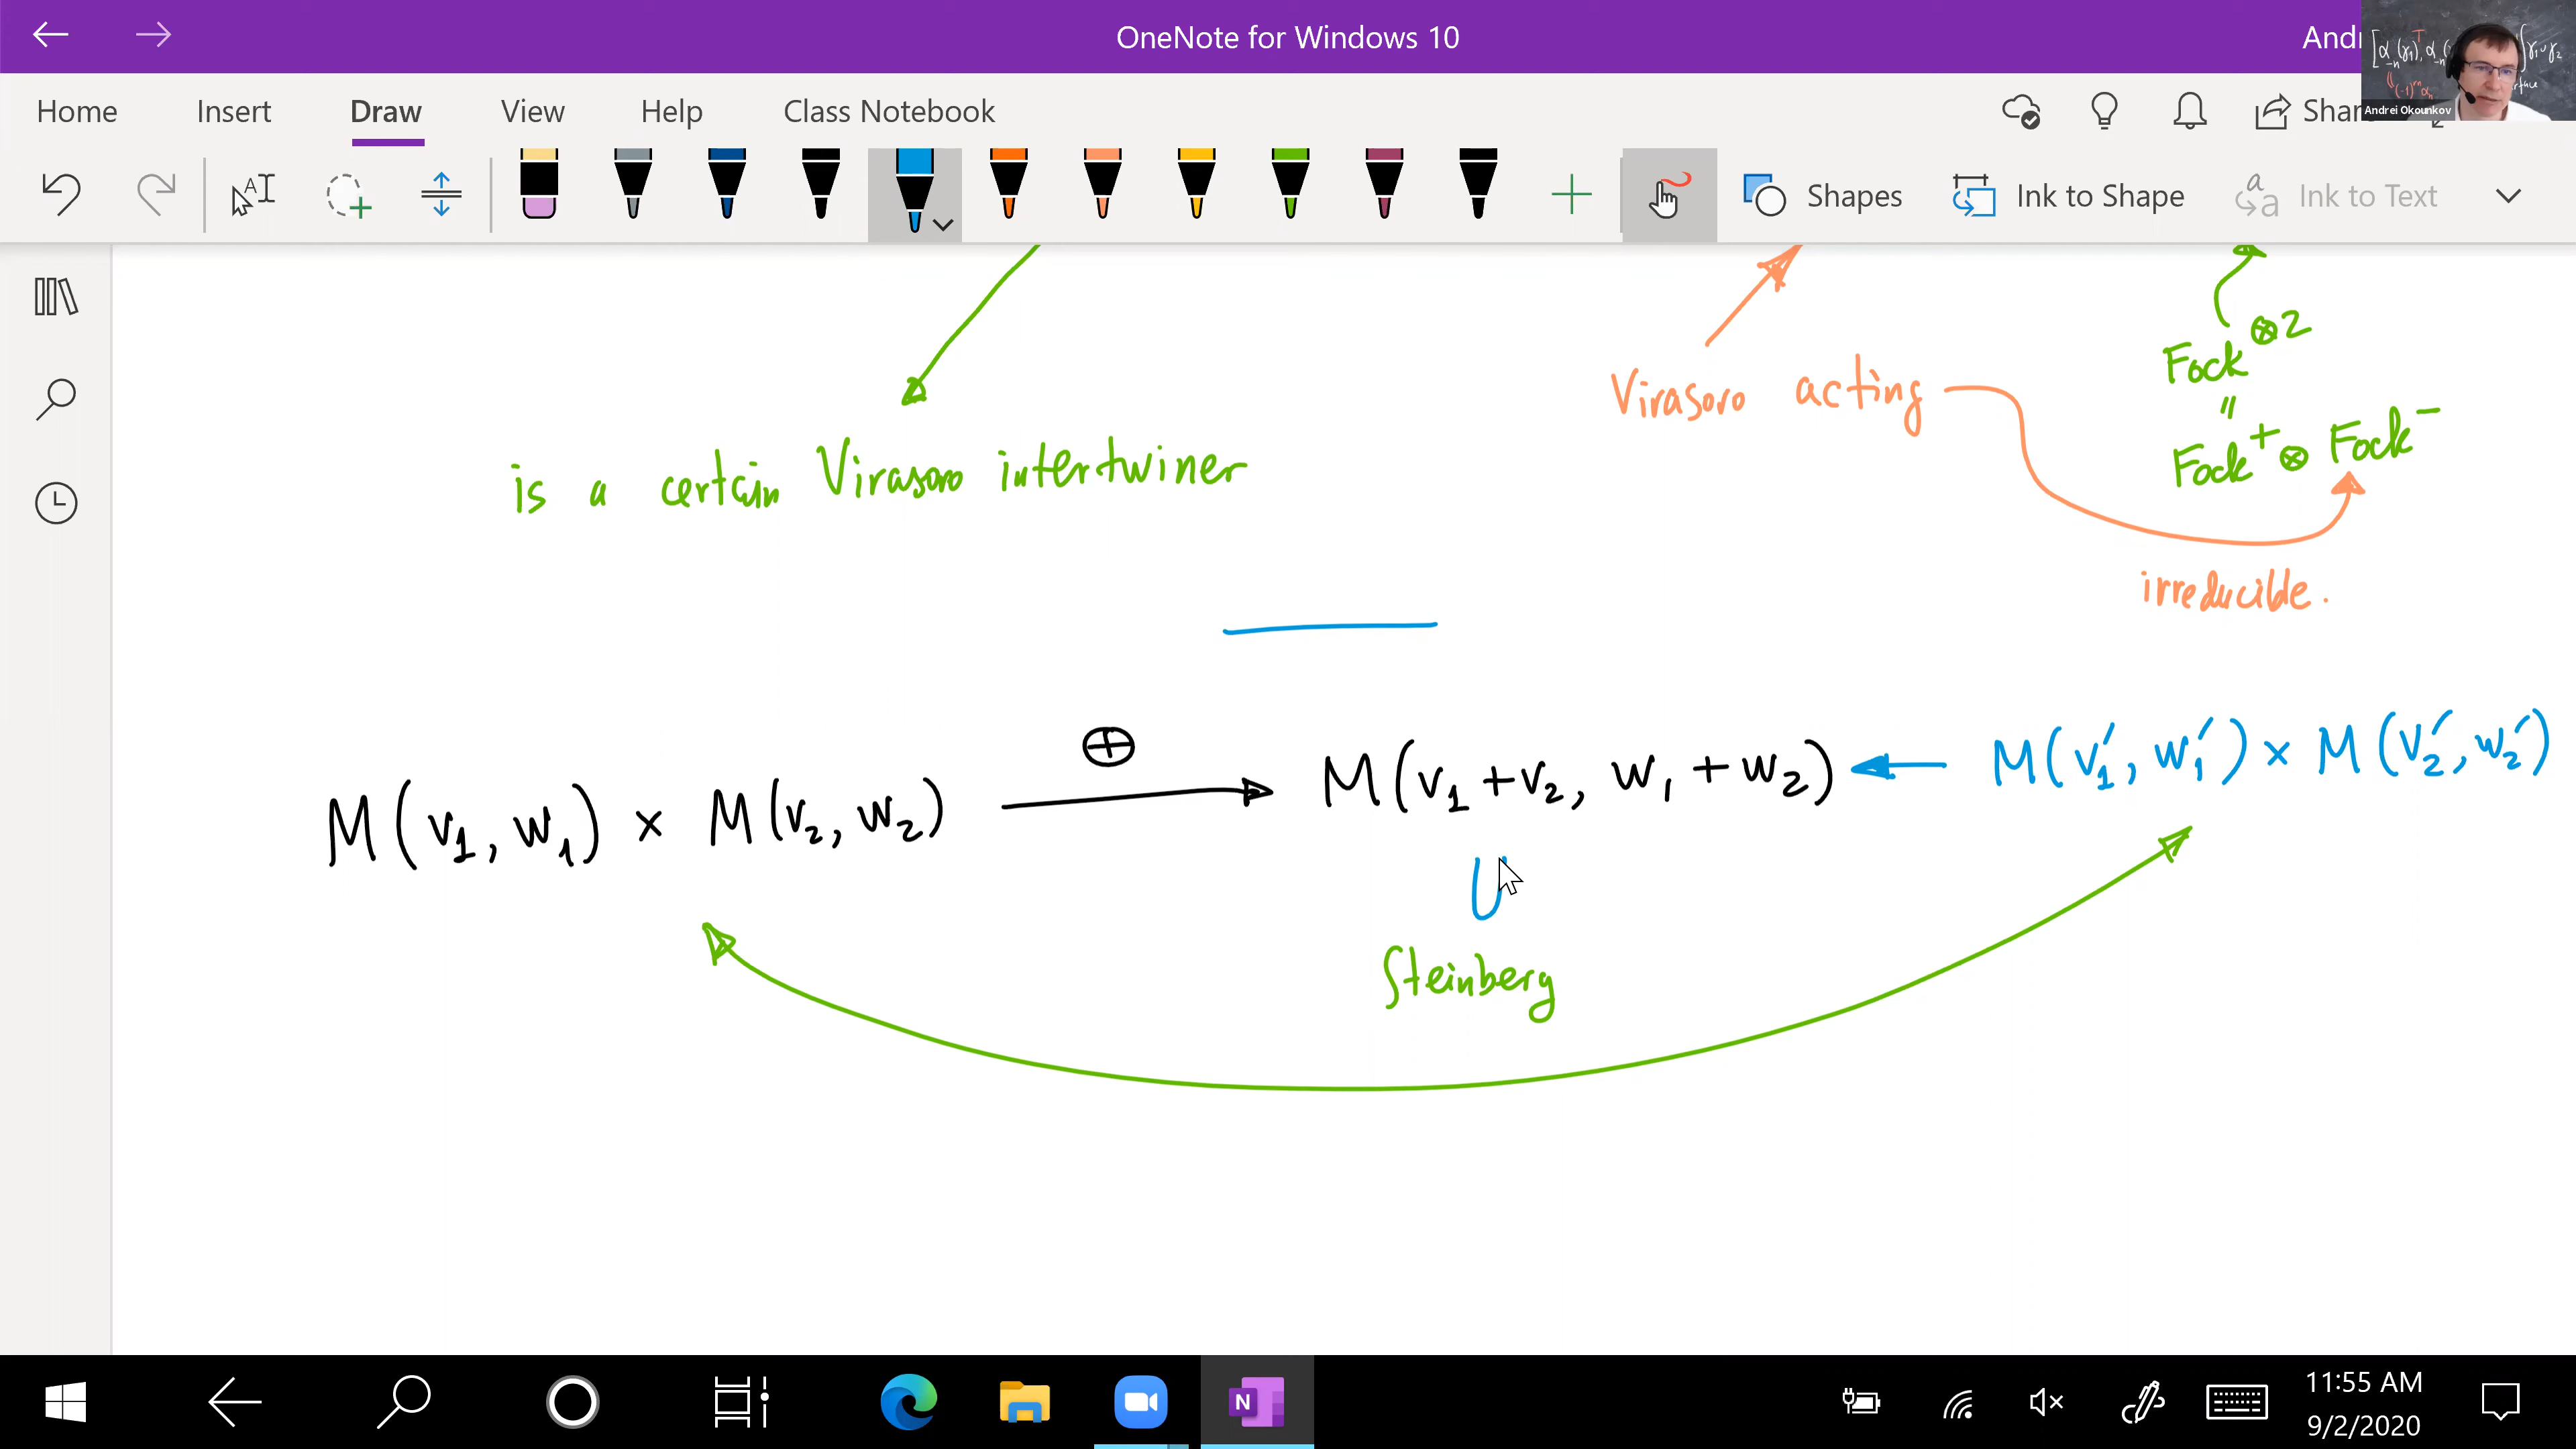 OneNote for Windows 10
Andrei Okounkov
Home Insert Draw View Help Class Notebook
Shapes Ink to Shape Ink to Text
Virasoro acting
Fock ⊗2
=
Fock⁺ ⊗ Fock⁻
is a certain Virasoro intertwiner
irreducible.
⊕
M(v₁, w₁) × M(v₂, w₂) → M(v₁ + v₂, w₁ + w₂) ← M(v₁′, w₁′) × M(v₂′, w₂′)
U
Steinberg
11:55 AM
9/2/2020